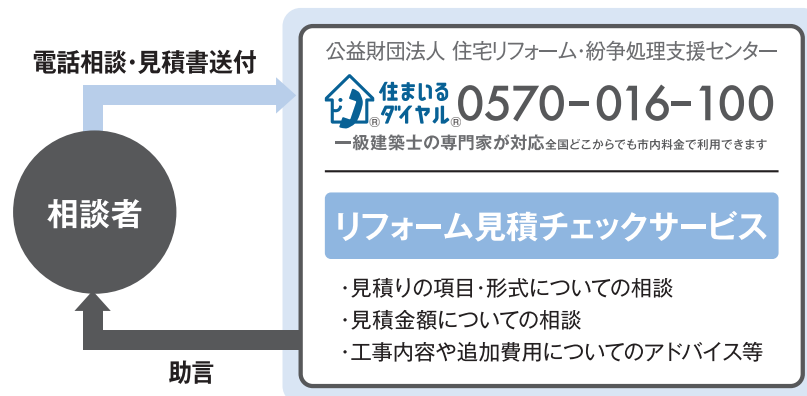 電話相談・見積書送付
相談者
助言
公益財団法人 住宅リフォーム・紛争処理支援センター
住まいる
ダイヤル
® ®
0570-016-100
一級建築士の専門家が対応 全国どこからでも市内料金で利用できます
リフォーム見積チェックサービス
・見積りの項目・形式についての相談
・見積金額についての相談
・工事内容や追加費用についてのアドバイス等